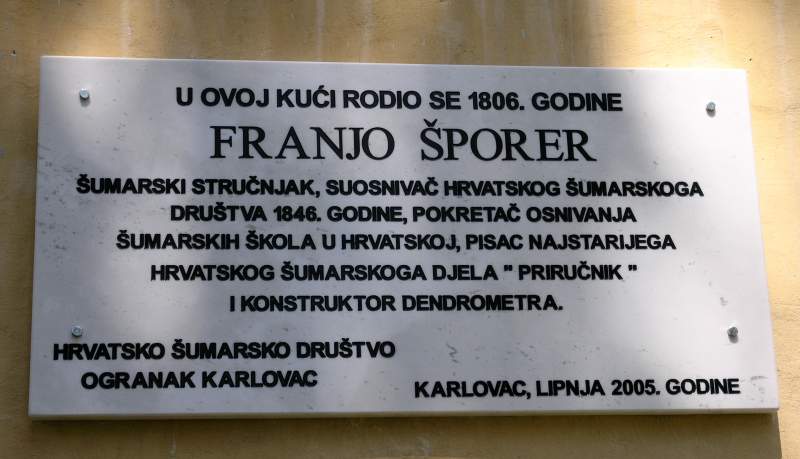 U OVOJ KUĆI RODIO SE 1806. GODINE
FRANJO ŠPORER
ŠUMARSKI STRUČNJAK, SUOSNIVAČ HRVATSKOG ŠUMARSKOGA
DRUŠTVA 1846. GODINE, POKRETAČ OSNIVANJA
ŠUMARSKIH ŠKOLA U HRVATSKOJ, PISAC NAJSTARIJEGA
HRVATSKOG ŠUMARSKOGA DJELA " PRIRUČNIK "
I KONSTRUKTOR DENDROMETRA.
HRVATSKO ŠUMARSKO DRUŠTVO
OGRANAK KARLOVAC
KARLOVAC, LIPNJA 2005. GODINE